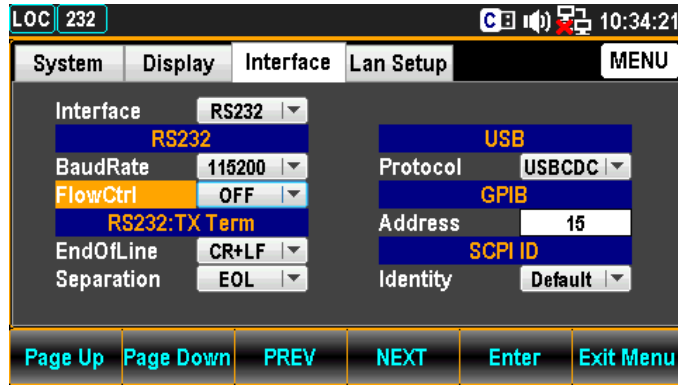 LOC 232 C 10:34:21
System Display Interface Lan Setup MENU
Interface RS232
RS232 USB
BaudRate 115200 Protocol USBCDC
FlowCtrl OFF GPIB
RS232:TX Term Address 15
EndOfLine CR+LF SCPI ID
Separation EOL Identity Default
Page Up Page Down PREV NEXT Enter Exit Menu